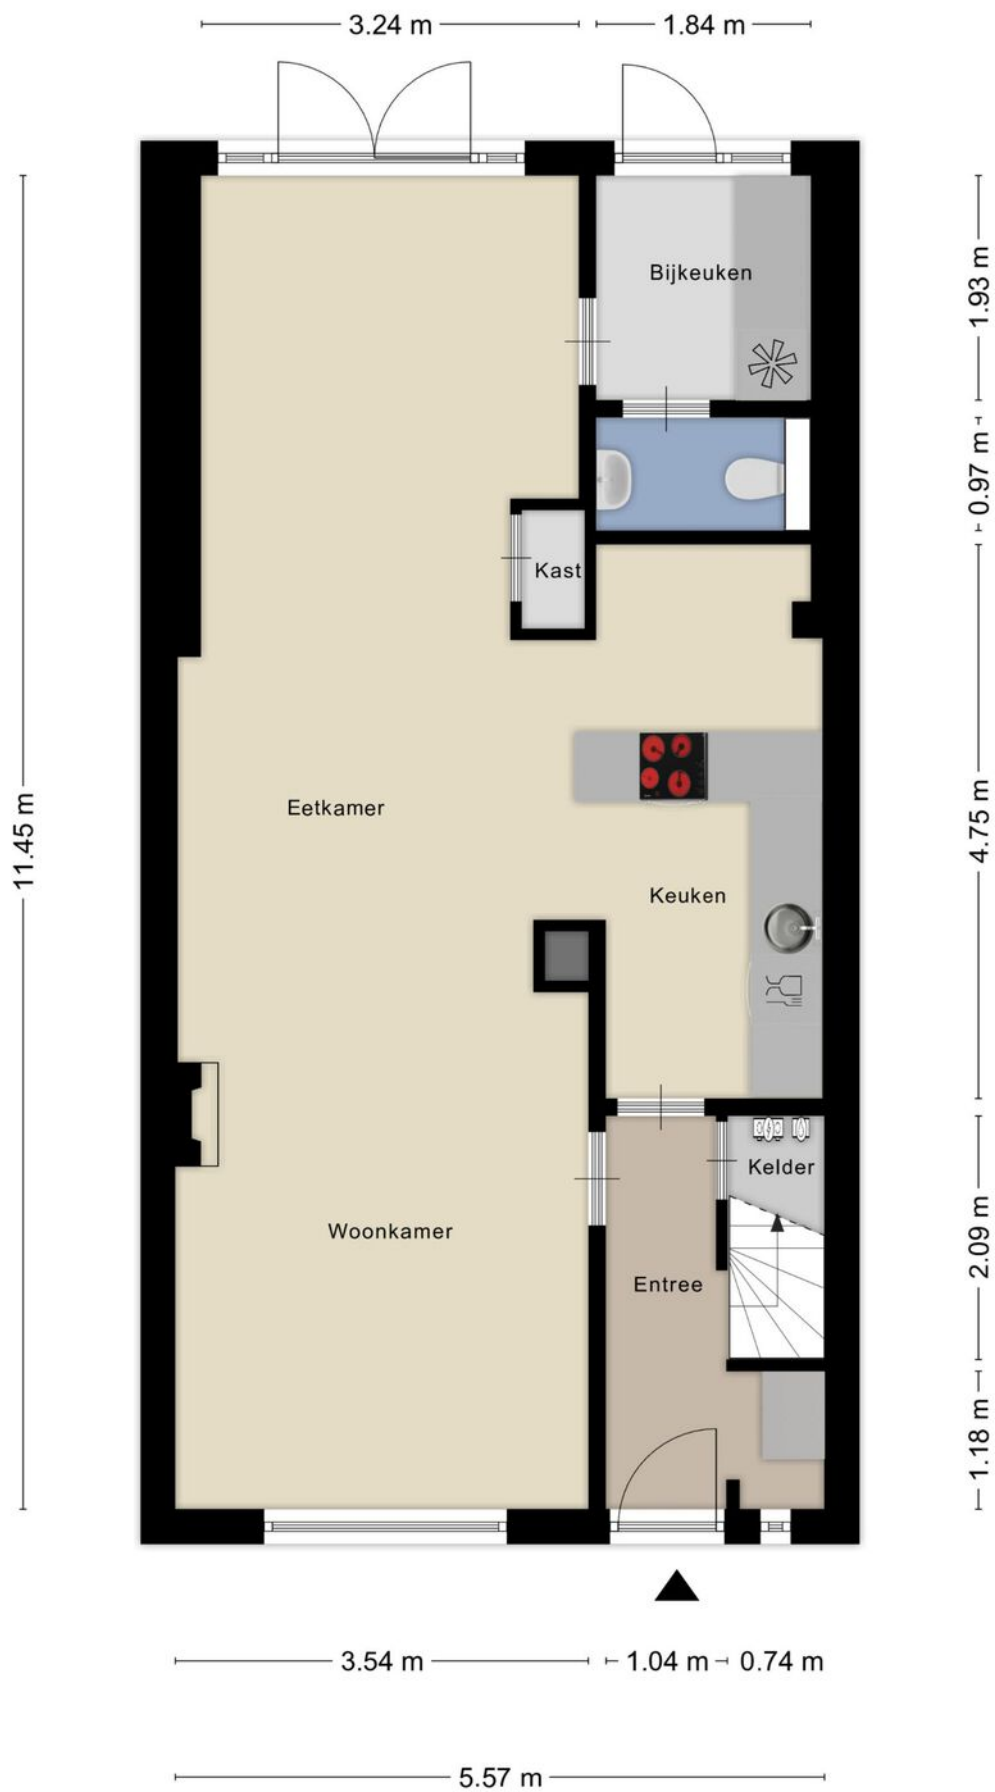 3.24 m
1.84 m
Bijkeuken
1.93 m
0.97 m
Kast
11.45 m
Eetkamer
4.75 m
Keuken
Kelder
Woonkamer
2.09 m
Entree
1.18 m
3.54 m
1.04 m
0.74 m
5.57 m